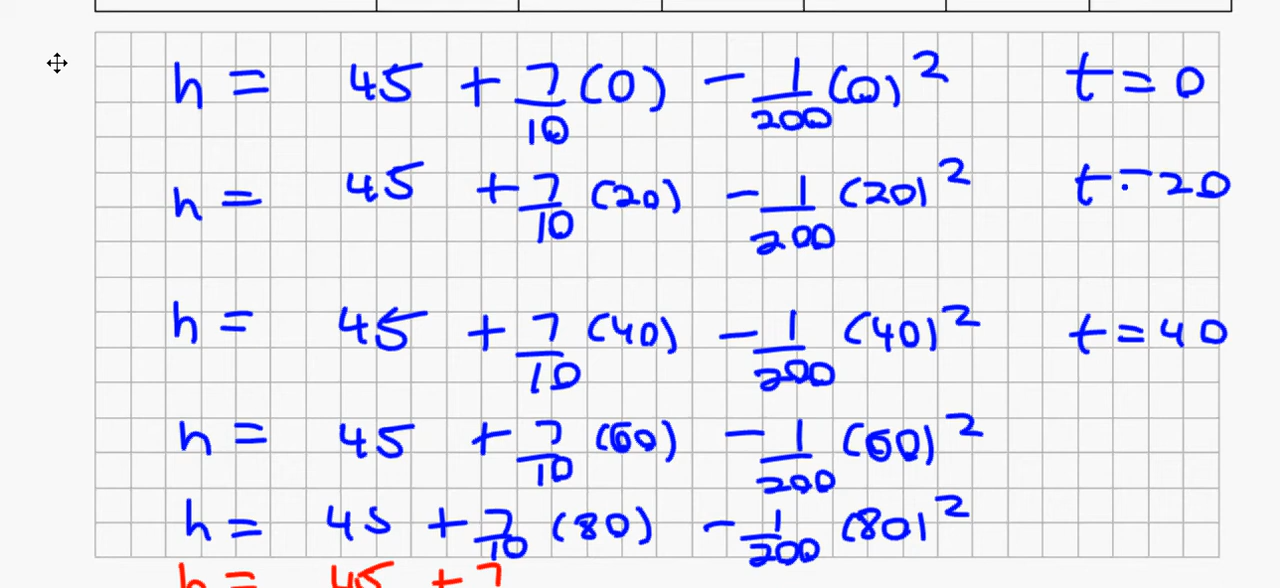 h = 45 + 7/10 (0) - 1/200 (0)² t = 0
h = 45 + 7/10 (20) - 1/200 (20)² t = 20
h = 45 + 7/10 (40) - 1/200 (40)² t = 40
h = 45 + 7/10 (60) - 1/200 (60)²
h = 45 + 7/10 (80) - 1/200 (80)²
h = 45 + 7